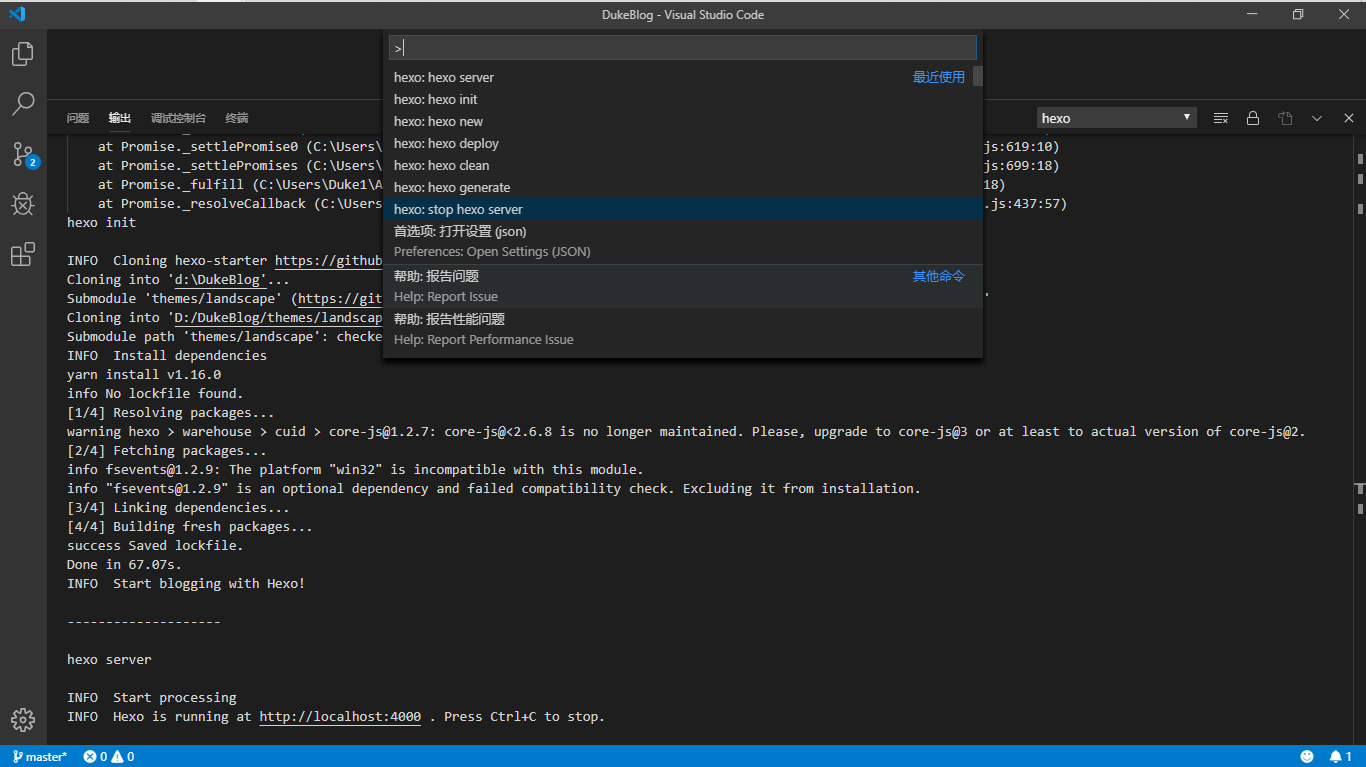 DukeBlog - Visual Studio Code
>
hexo: hexo server 最近使用
hexo: hexo init
hexo: hexo new
hexo: hexo deploy
hexo: hexo clean
hexo: hexo generate
hexo: stop hexo server
首选项: 打开设置 (json)
Preferences: Open Settings (JSON)
帮助: 报告问题 其他命令
Help: Report Issue
帮助: 报告性能问题
Help: Report Performance Issue
问题 输出 调试控制台 终端 hexo
at Promise._settlePromise0 (C:\Users\ js:619:10)
at Promise._settlePromises (C:\Users\ js:699:18)
at Promise._fulfill (C:\Users\Duke1\A 18)
at Promise._resolveCallback (C:\Users .js:437:57)
hexo init
INFO  Cloning hexo-starter https://github
Cloning into 'd:\DukeBlog'...
Submodule 'themes/landscape' (https://git '
Cloning into 'D:/DukeBlog/themes/landscap
Submodule path 'themes/landscape': checke
INFO  Install dependencies
yarn install v1.16.0
info No lockfile found.
[1/4] Resolving packages...
warning hexo > warehouse > cuid > core-js@1.2.7: core-js@<2.6.8 is no longer maintained. Please, upgrade to core-js@3 or at least to actual version of core-js@2.
[2/4] Fetching packages...
info fsevents@1.2.9: The platform "win32" is incompatible with this module.
info "fsevents@1.2.9" is an optional dependency and failed compatibility check. Excluding it from installation.
[3/4] Linking dependencies...
[4/4] Building fresh packages...
success Saved lockfile.
Done in 67.07s.
INFO  Start blogging with Hexo!
--------------------
hexo server
INFO  Start processing
INFO  Hexo is running at http://localhost:4000 . Press Ctrl+C to stop.
2
master* 0 0 1